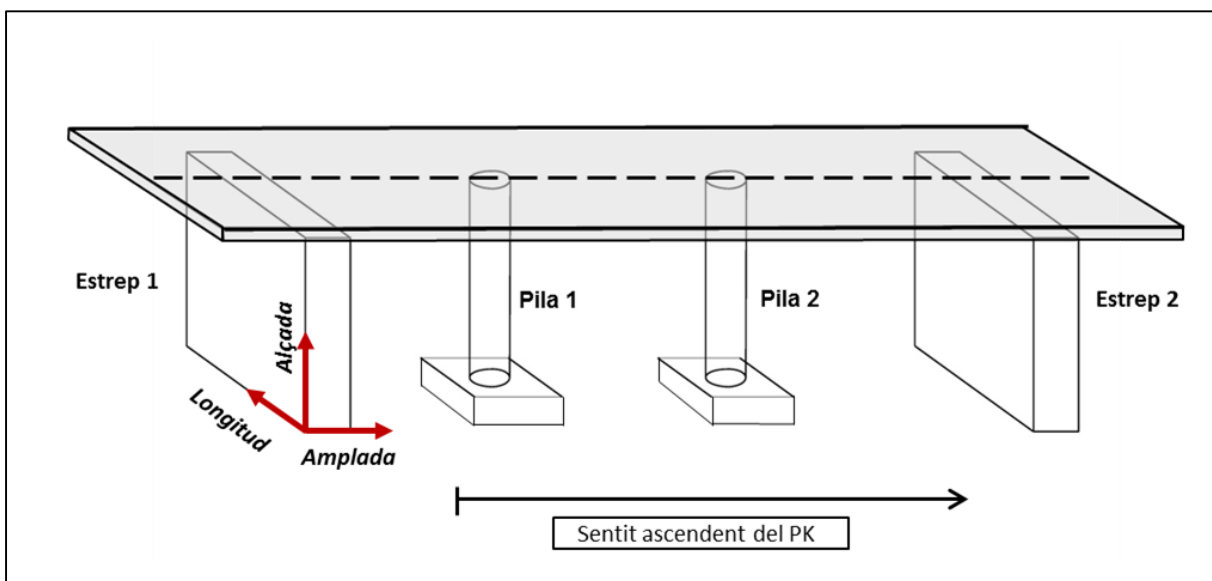 Estrep 1
Alçada
Longitud
Amplada
Pila 1
Pila 2
Estrep 2
Sentit ascendent del PK